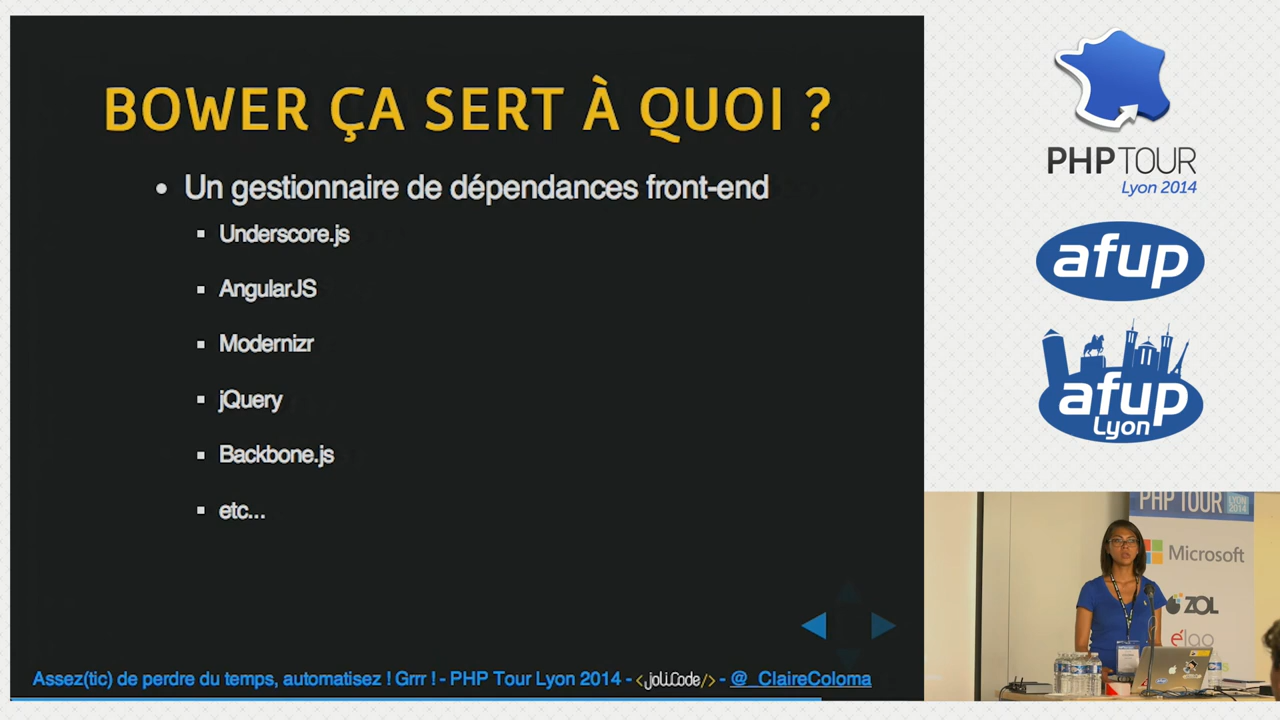 BOWER ÇA SERT À QUOI ?
Un gestionnaire de dépendances front-end
Underscore.js
AngularJS
Modernizr
jQuery
Backbone.js
etc...
Assez(tic) de perdre du temps, automatisez ! Grrr ! - PHP Tour Lyon 2014 - <joliCode/> - @_ClaireColoma
PHP TOUR
Lyon 2014
afup
afup
Lyon
PHP TOUR LYON 2014
Microsoft
ZOL
élao